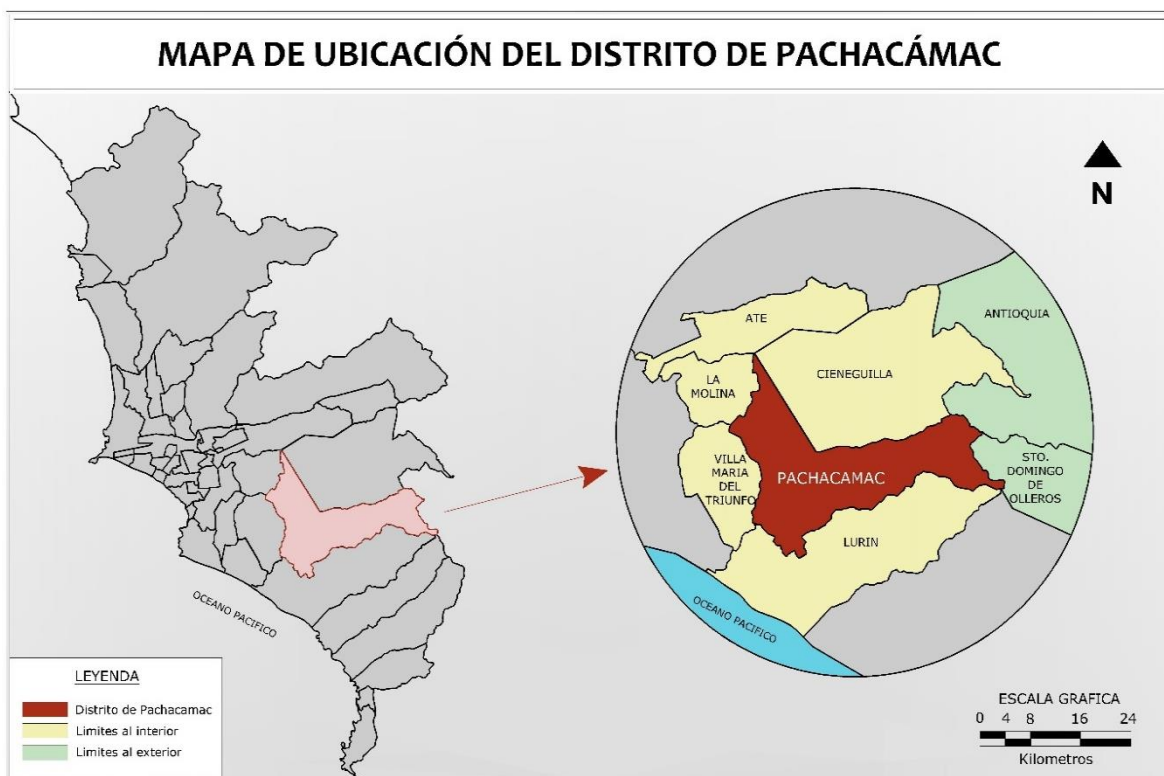 MAPA DE UBICACIÓN DEL DISTRITO DE PACHACÁMAC
N
ATE
ANTIOQUIA
LA
MOLINA
CIENEGUILLA
VILLA
MARIA
DEL
TRIUNFO
PACHACAMAC
STO.
DOMINGO
DE
OLLEROS
LURIN
OCEANO PACIFICO
OCEANO PACIFICO
LEYENDA
Distrito de Pachacamac
Limites al interior
Limites al exterior
ESCALA GRAFICA
0 4 8 16 24
Kilometros